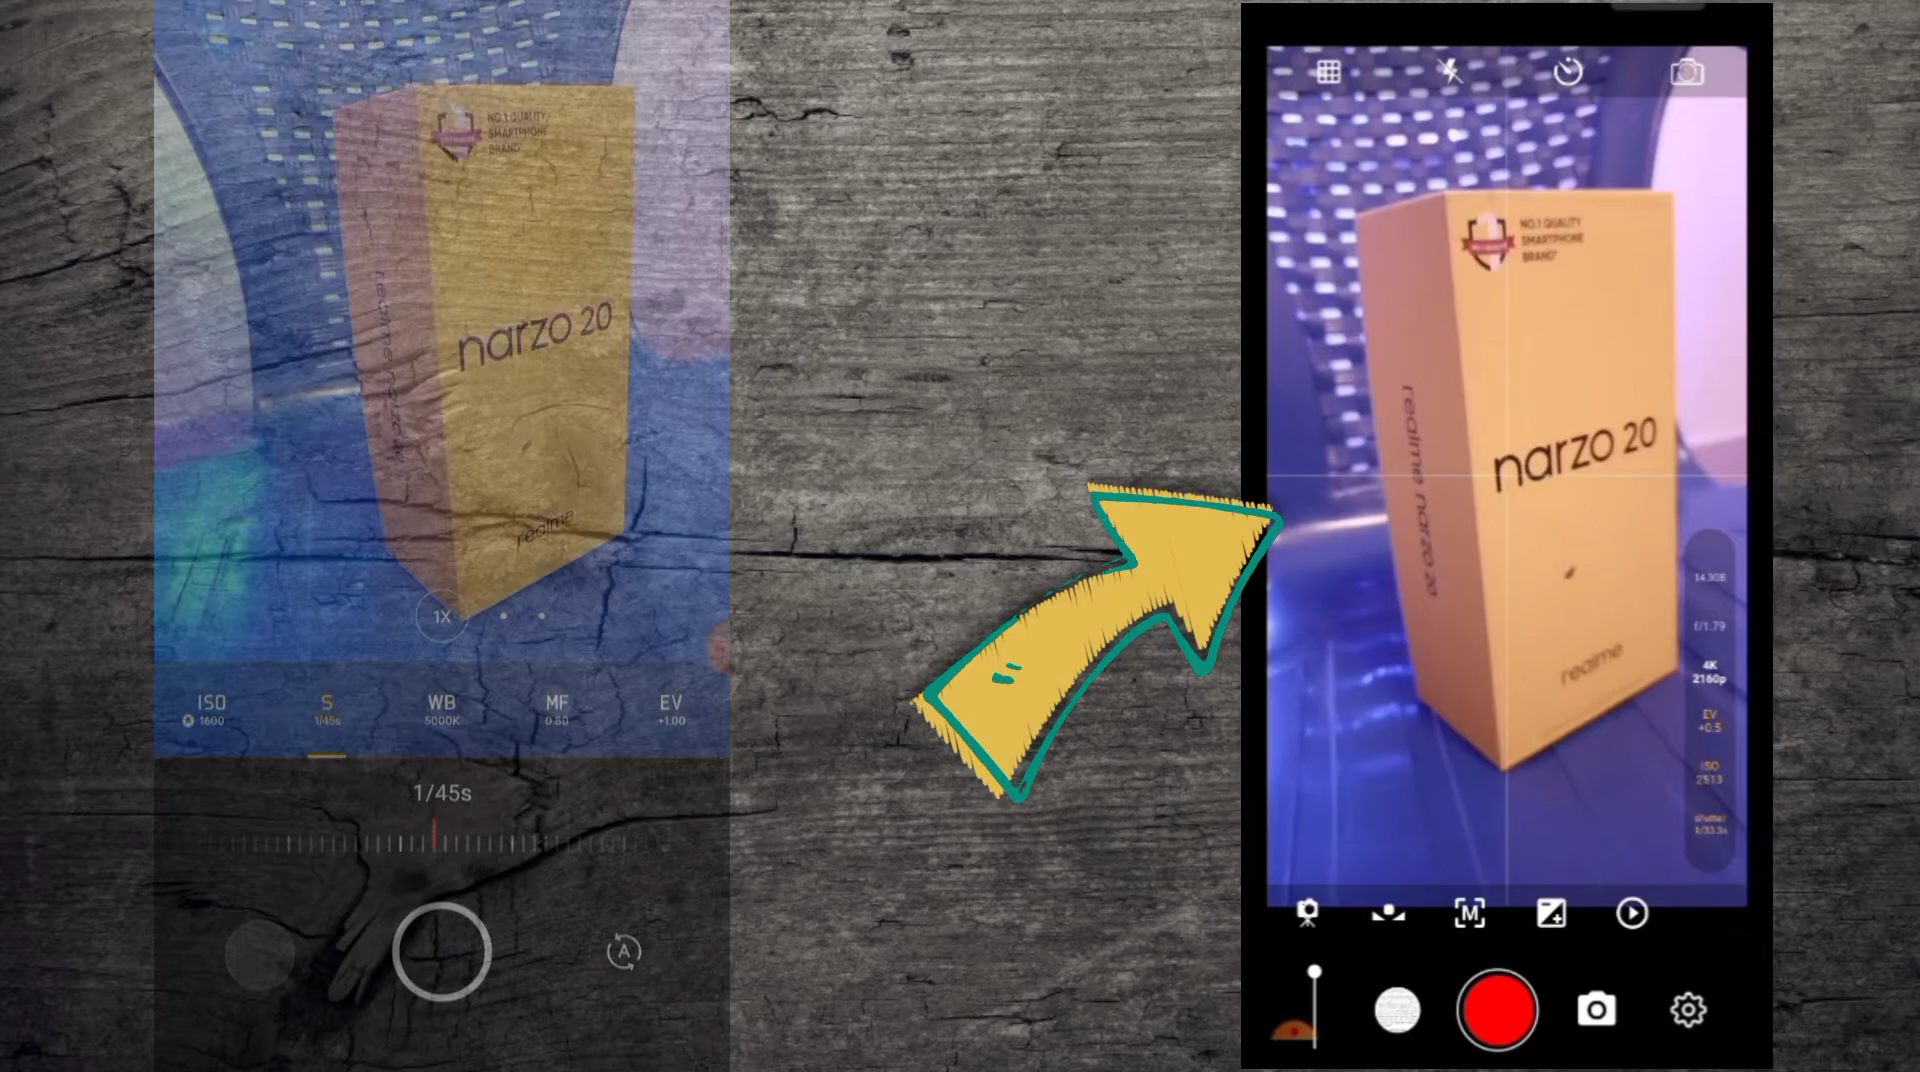 NO.1 QUALITY
SMARTPHONE
BRAND*
narzo 20
realme narzo 20
realme
1X
ISO
A 1600
S
1/45s
WB
5000K
MF
0.80
EV
+1.00
1/45s
A
NO.1 QUALITY
SMARTPHONE
BRAND*
narzo 20
realme narzo 20
realme
f/1.79
4K
2160p
EV
+0.5
ISO
2513
shutter
M